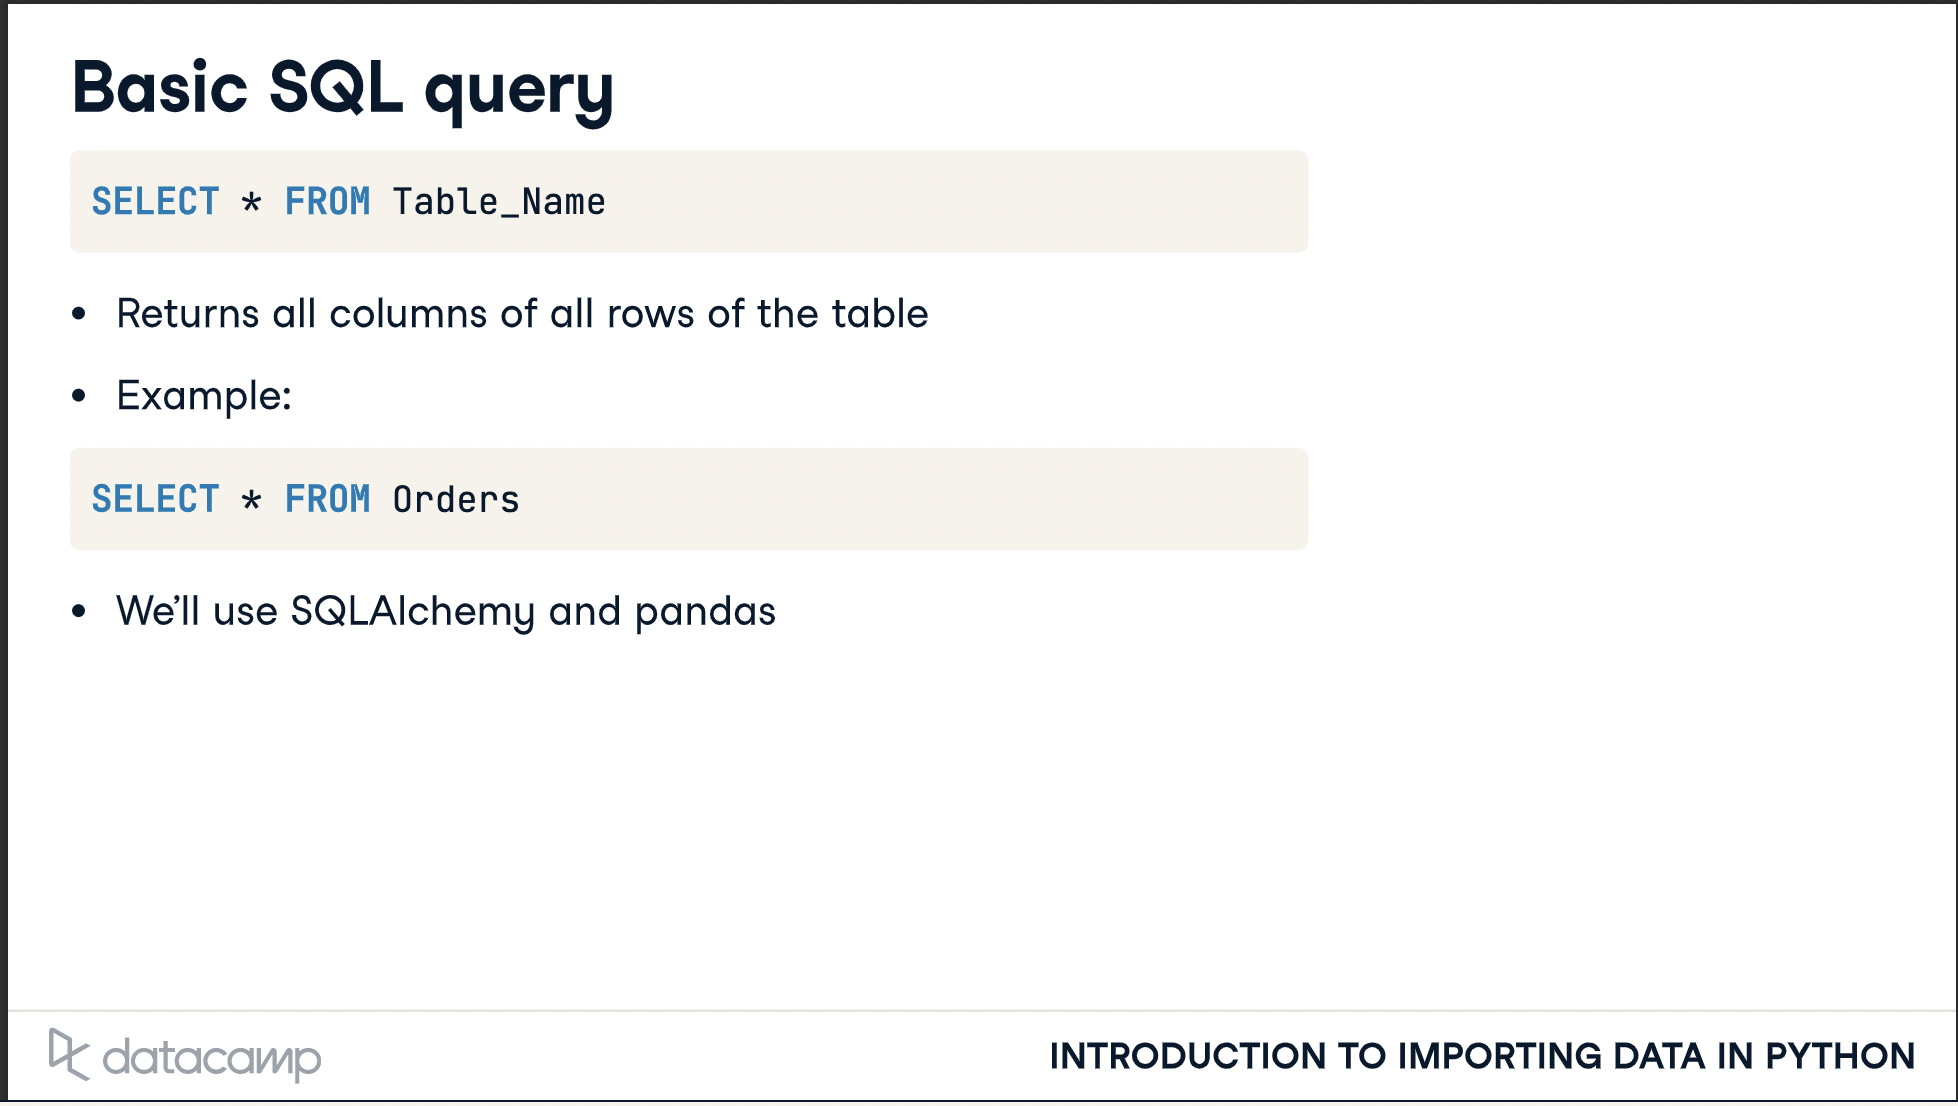 Basic SQL query
SELECT * FROM Table_Name
• Returns all columns of all rows of the table
• Example:
SELECT * FROM Orders
• We’ll use SQLAlchemy and pandas
datacamp
INTRODUCTION TO IMPORTING DATA IN PYTHON